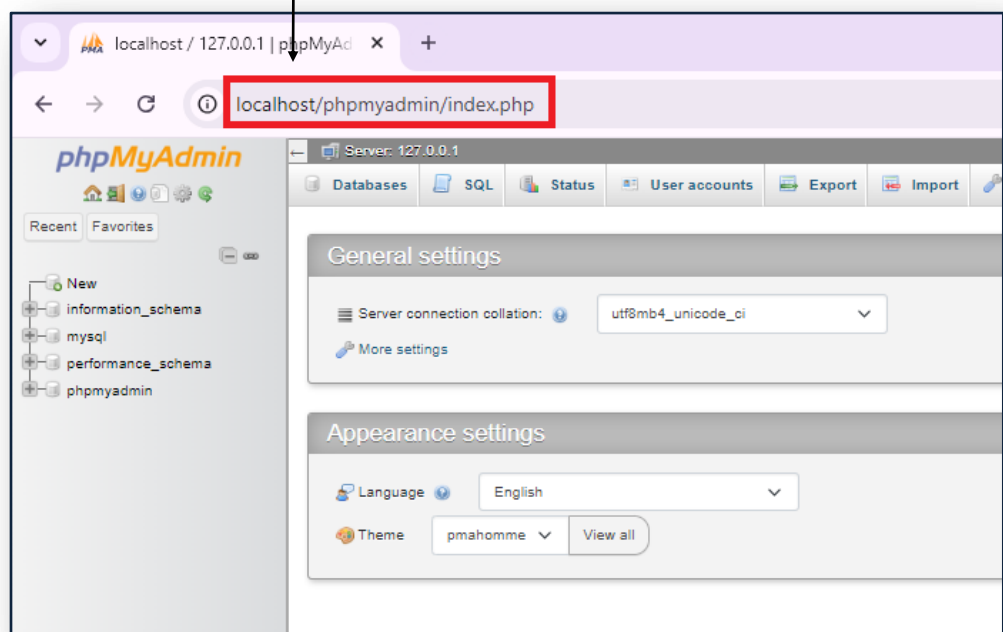 localhost / 127.0.0.1 | phpMyAd
localhost/phpmyadmin/index.php
phpMyAdmin
Recent Favorites
New
information_schema
mysql
performance_schema
phpmyadmin
Server: 127.0.0.1
Databases SQL Status User accounts Export Import
General settings
Server connection collation: utf8mb4_unicode_ci
More settings
Appearance settings
Language English
Theme pmahomme View all